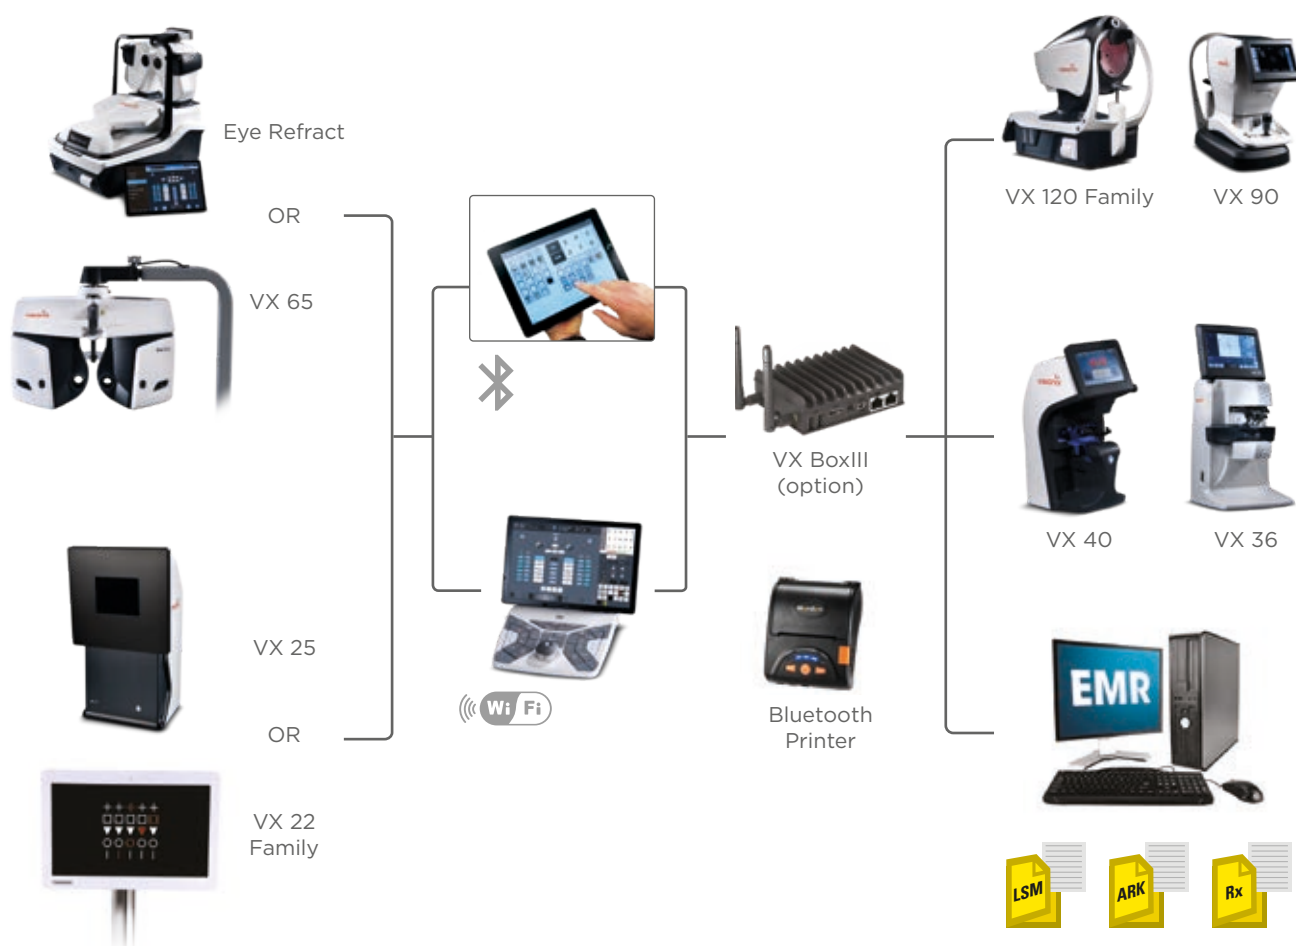 Eye Refract
OR
VX 65
VX 25
OR
VX 22
Family
Wi Fi
VX BoxIII
(option)
Bluetooth
Printer
VX 120 Family
VX 90
VX 40
VX 36
EMR
LSM
ARK
Rx